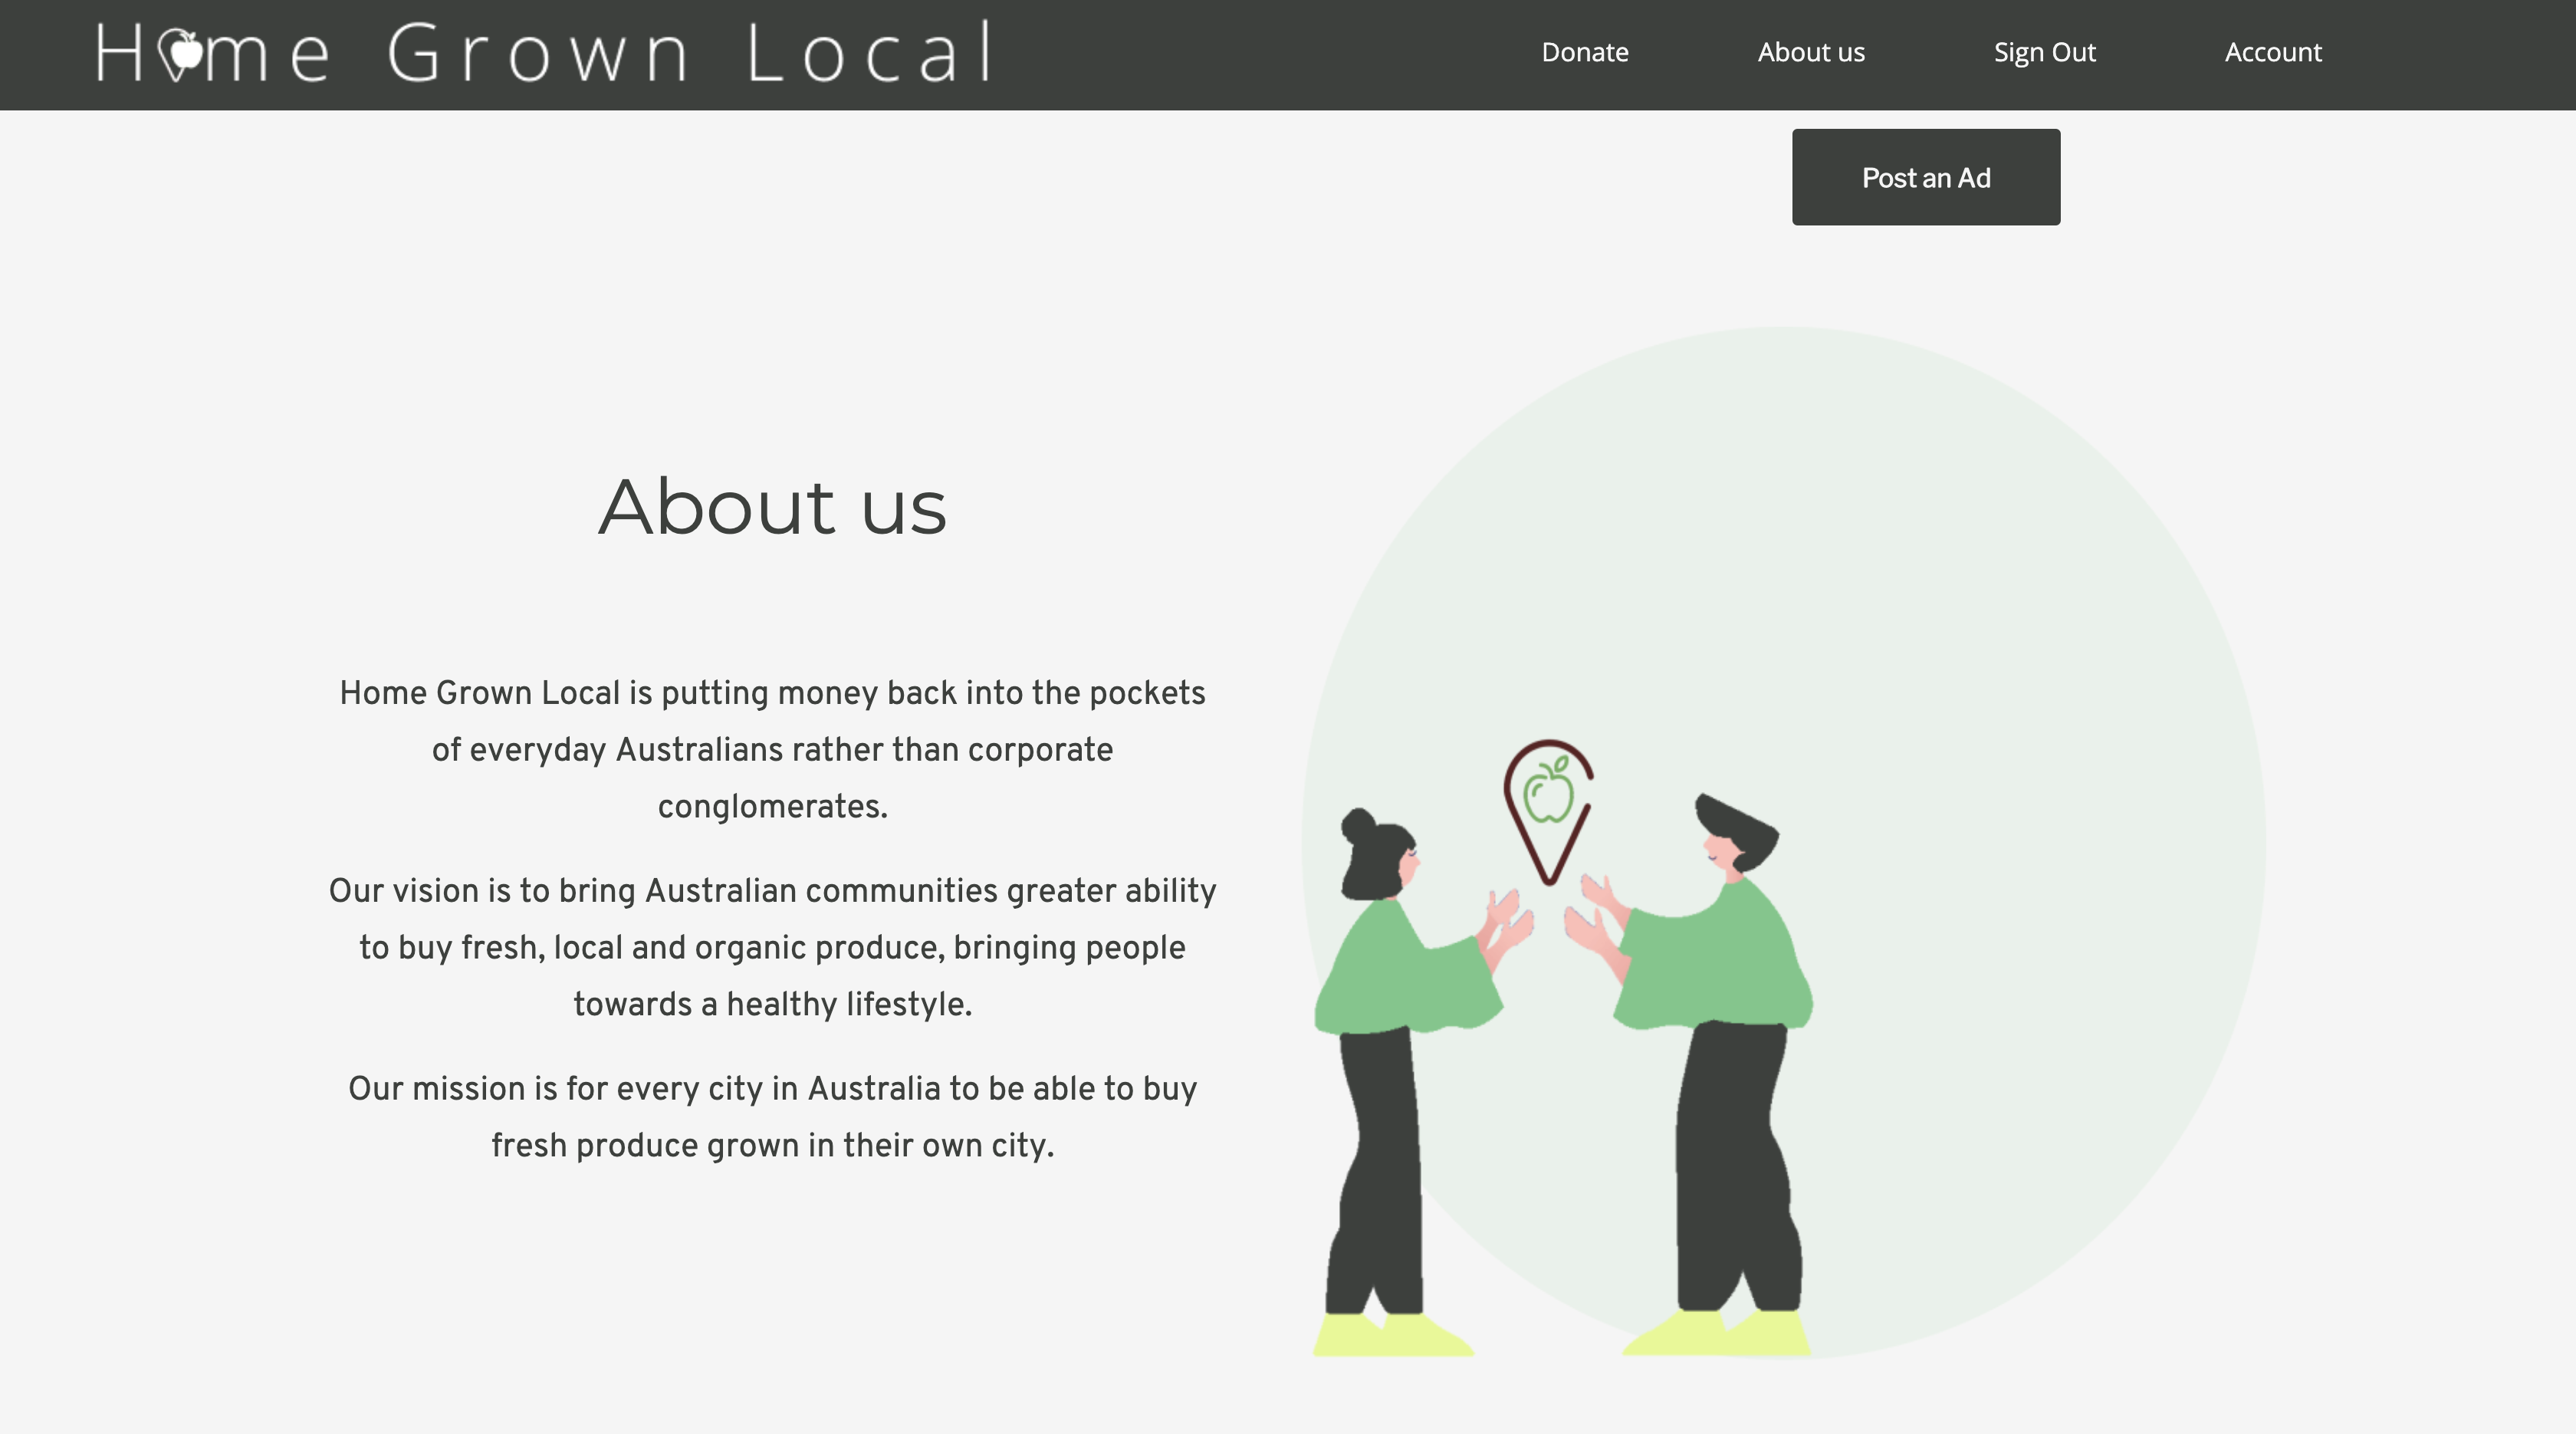 Home Grown Local
Donate
About us
Sign Out
Account
Post an Ad
About us
Home Grown Local is putting money back into the pockets
of everyday Australians rather than corporate
conglomerates.
Our vision is to bring Australian communities greater ability
to buy fresh, local and organic produce, bringing people
towards a healthy lifestyle.
Our mission is for every city in Australia to be able to buy
fresh produce grown in their own city.